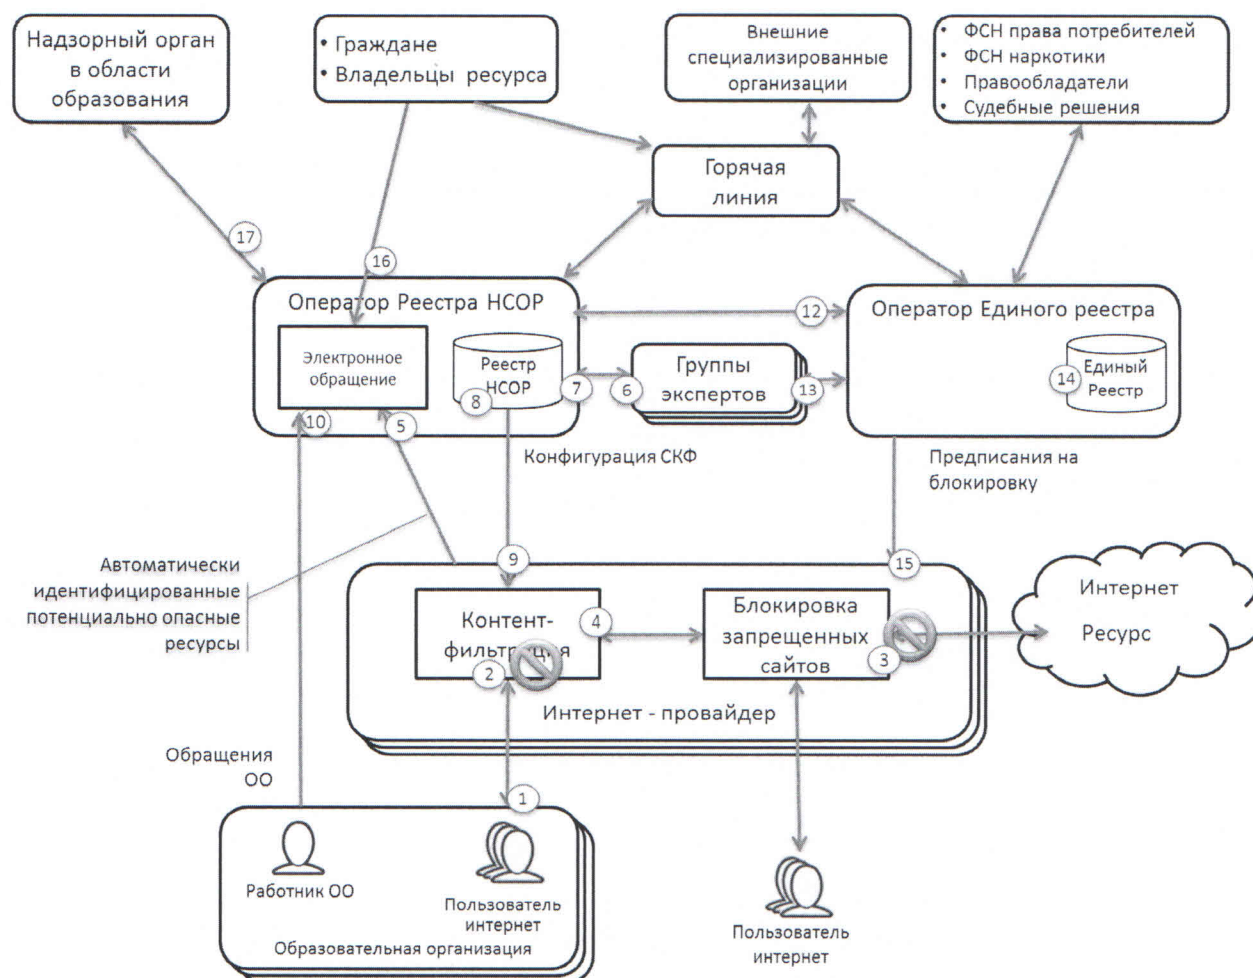 Надзорный орган
в области
образования
• Граждане
• Владельцы ресурса
Внешние
специализированные
организации
• ФСН права потребителей
• ФСН наркотики
• Правообладатели
• Судебные решения
Горячая
линия
17
16
Оператор Реестра НСОР
12
Оператор Единого реестра
Электронное
обращение
Реестр
НСОР
8
7
6
Группы
экспертов
13
14
Единый
Реестр
10
5
Конфигурация СКФ
Предписания на
блокировку
Автоматически
идентифицированные
потенциально опасные
ресурсы
9
15
Контент-
фильтрация
2
4
Блокировка
запрещенных
сайтов
3
Интернет
Ресурс
Интернет - провайдер
Обращения
ОО
1
Работник ОО
Пользователь
интернет
Образовательная организация
Пользователь
интернет